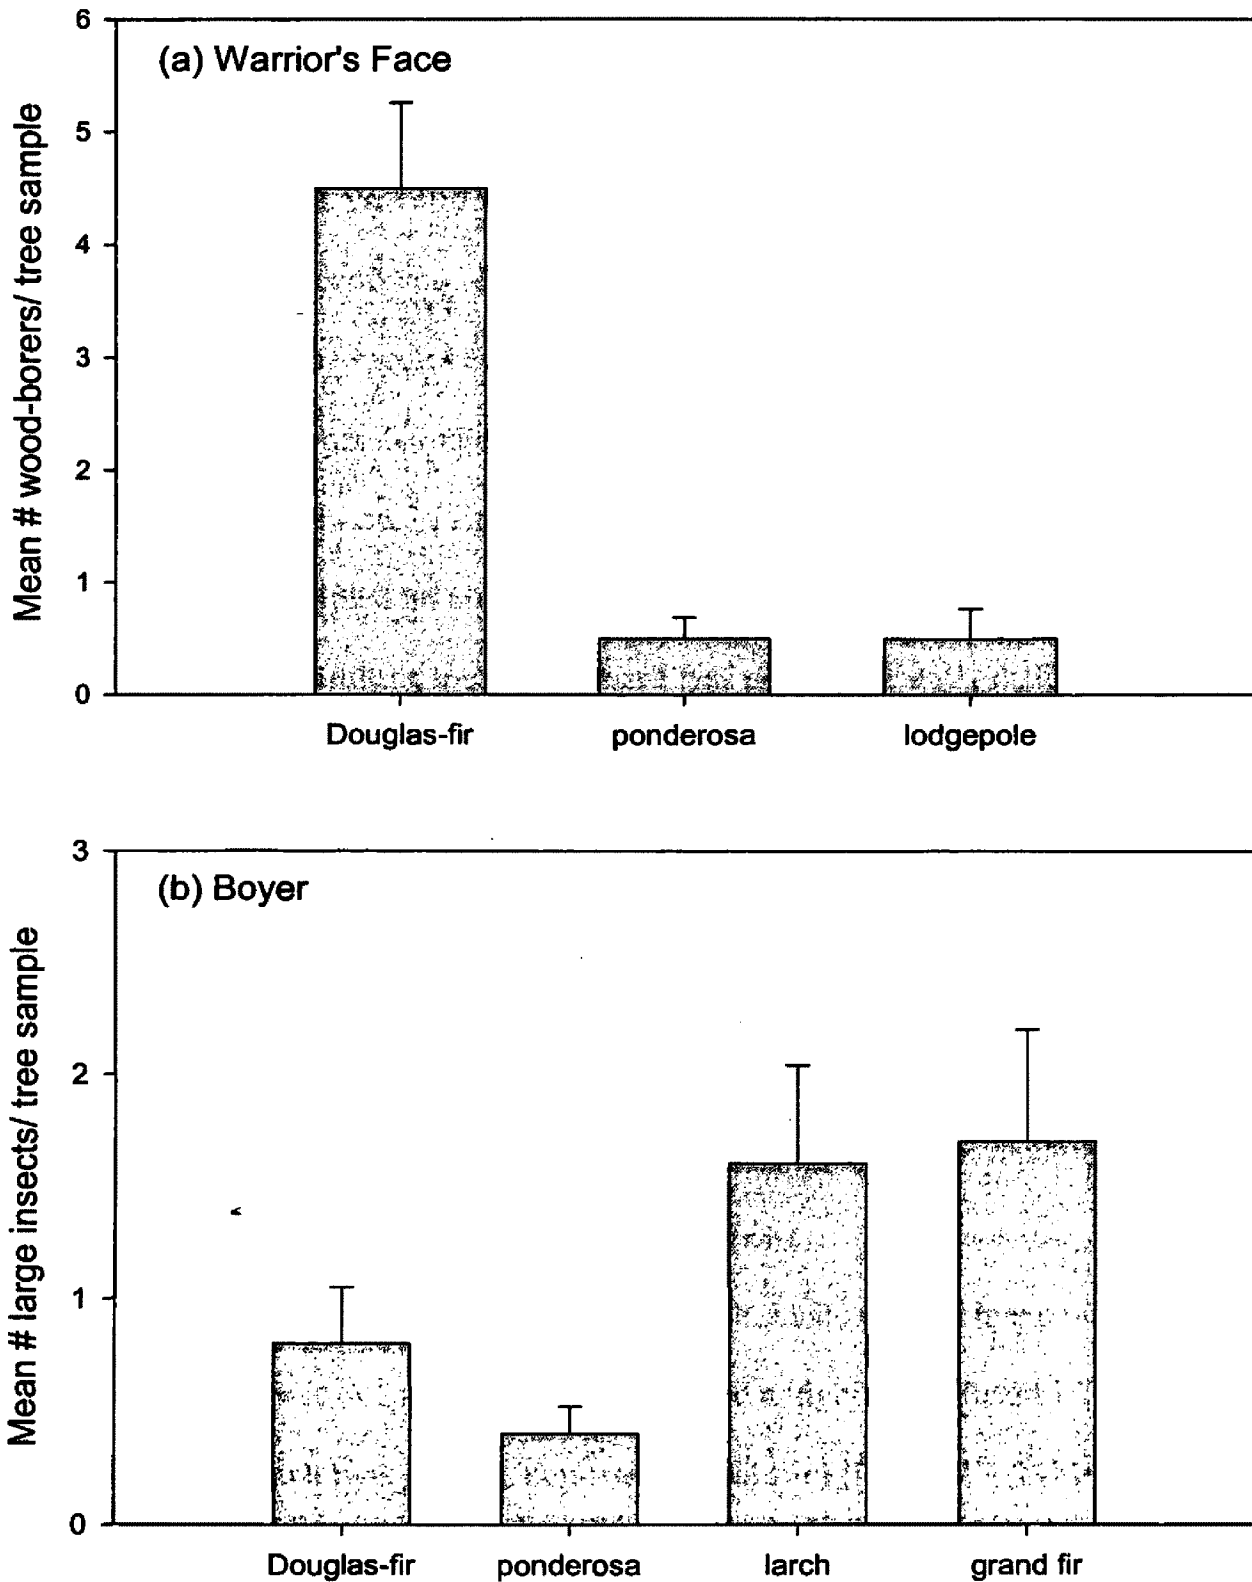 6
(a) Warrior's Face
5
4
3
2
1
0
Mean # wood-borers/ tree sample
Douglas-fir ponderosa lodgepole
3
(b) Boyer
2
1
0
Mean # large insects/ tree sample
Douglas-fir ponderosa larch grand fir